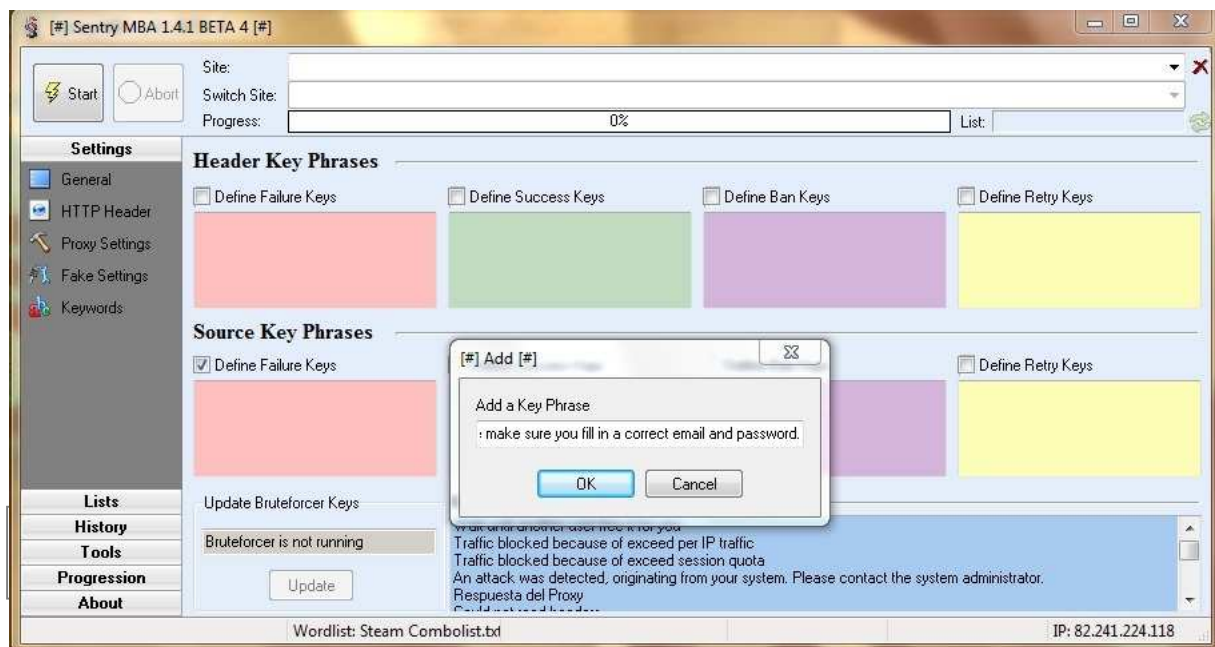 [#] Sentry MBA 1.4.1 BETA 4 [#]
Start
Abort
Site:
Switch Site:
Progress:
0%
List:
Settings
General
HTTP Header
Proxy Settings
Fake Settings
Keywords
Lists
History
Tools
Progression
About
Header Key Phrases
Define Failure Keys
Define Success Keys
Define Ban Keys
Define Retry Keys
Source Key Phrases
Define Failure Keys
Define Retry Keys
[#] Add [#]
Add a Key Phrase
make sure you fill in a correct email and password.
OK
Cancel
Update Bruteforcer Keys
Bruteforcer is not running
Update
Traffic blocked because of exceed per IP traffic
Traffic blocked because of exceed session quota
An attack was detected, originating from your system. Please contact the system administrator.
Respuesta del Proxy
Wordlist: Steam Combolist.txt
IP: 82.241.224.118